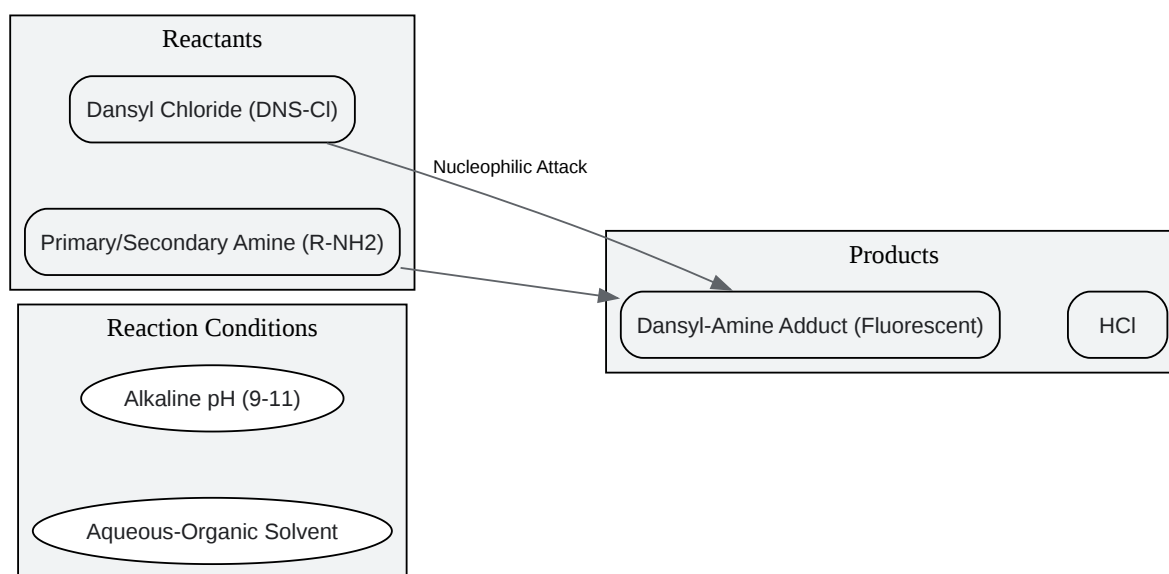 Reactants
Dansyl Chloride (DNS-Cl)
Nucleophilic Attack
Primary/Secondary Amine (R-NH2)
Products
Dansyl-Amine Adduct (Fluorescent)
HCl
Reaction Conditions
Alkaline pH (9-11)
Aqueous-Organic Solvent